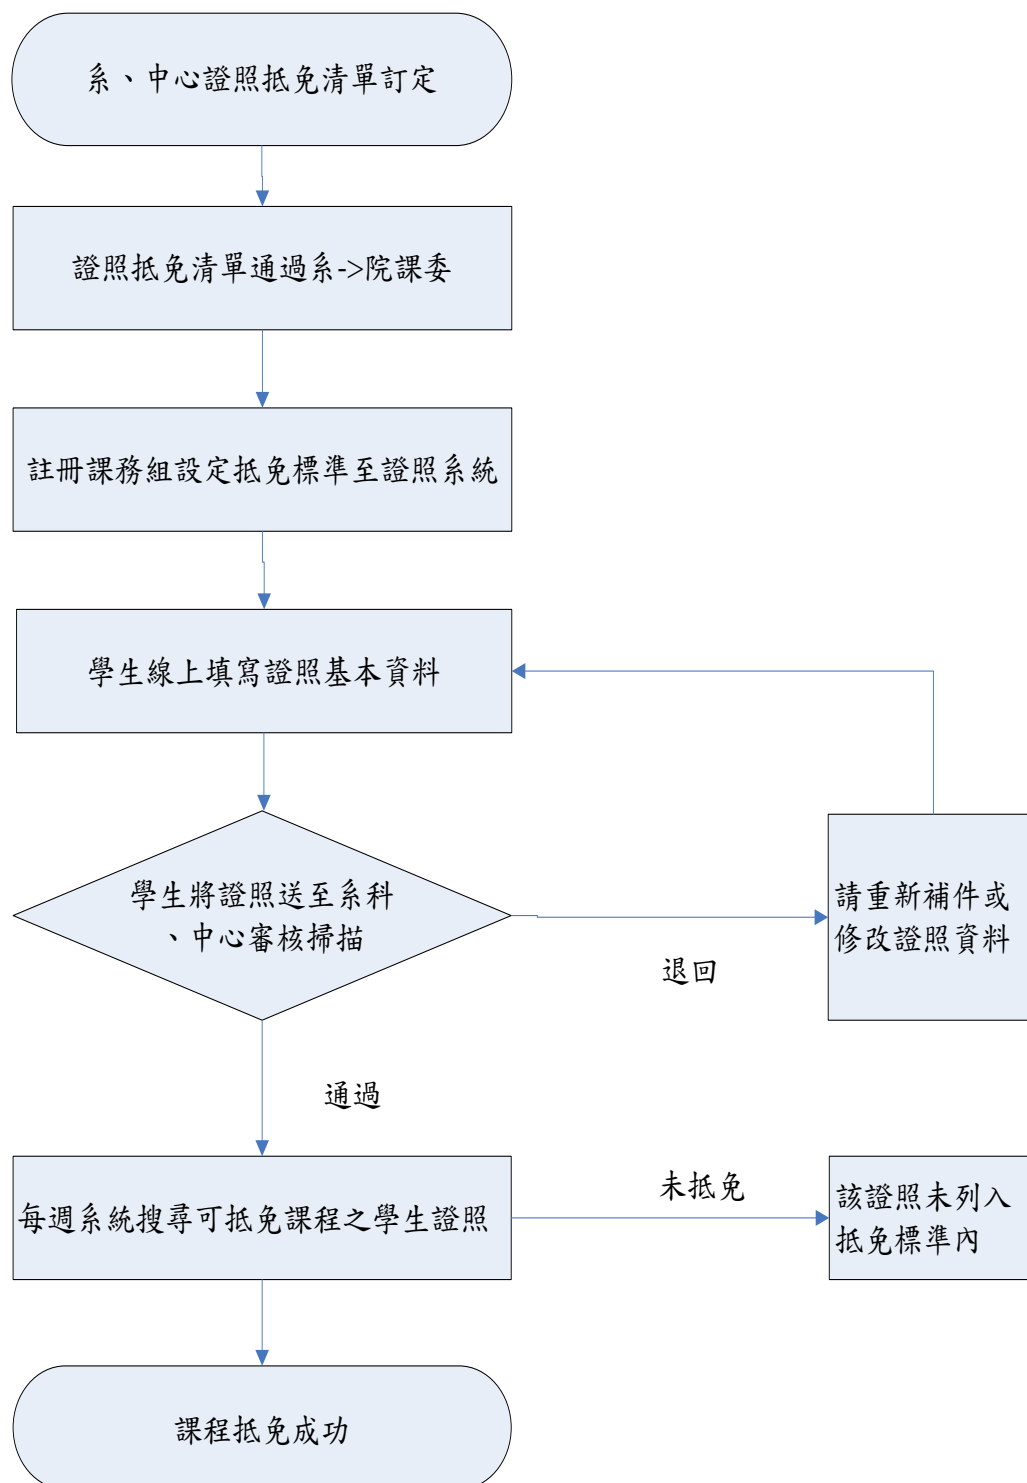 系、中心證照抵免清單訂定
證照抵免清單通過系->院課委
註冊課務組設定抵免標準至證照系統
學生線上填寫證照基本資料
學生將證照送至系科
、中心審核掃描
退回
請重新補件或
修改證照資料
通過
每週系統搜尋可抵免課程之學生證照
未抵免
該證照未列入
抵免標準內
課程抵免成功